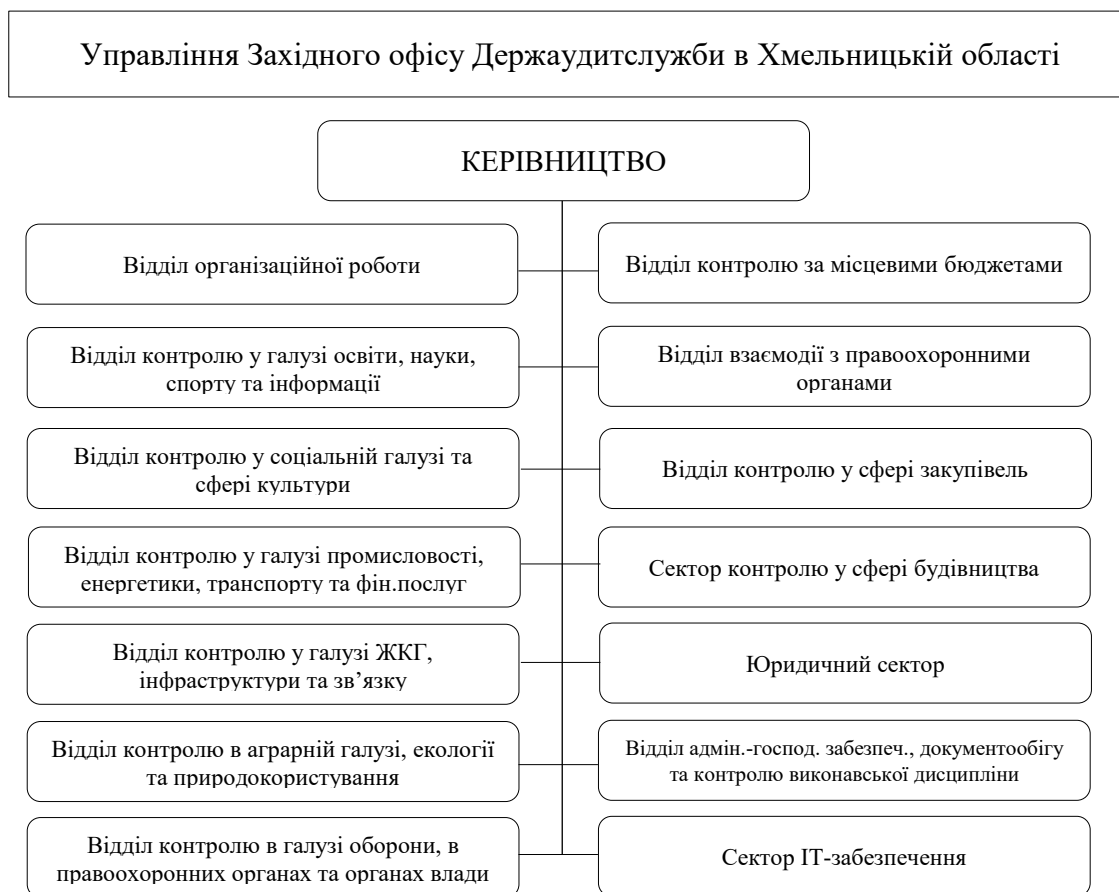 Управління Західного офісу Держаудитслужби в Хмельницькій області
КЕРІВНИЦТВО
Відділ організаційної роботи
Відділ контролю за місцевими бюджетами
Відділ контролю у галузі освіти, науки,
спорту та інформації
Відділ взаємодії з правоохоронними
органами
Відділ контролю у соціальній галузі та
сфері культури
Відділ контролю у сфері закупівель
Відділ контролю у галузі промисловості,
енергетики, транспорту та фін.послуг
Сектор контролю у сфері будівництва
Відділ контролю у галузі ЖКГ,
інфраструктури та зв’язку
Юридичний сектор
Відділ контролю в аграрній галузі, екології
та природокористування
Відділ адмін.-господ. забезпеч., документообігу
та контролю виконавської дисципліни
Відділ контролю в галузі оборони, в
правоохоронних органах та органах влади
Сектор ІТ-забезпечення